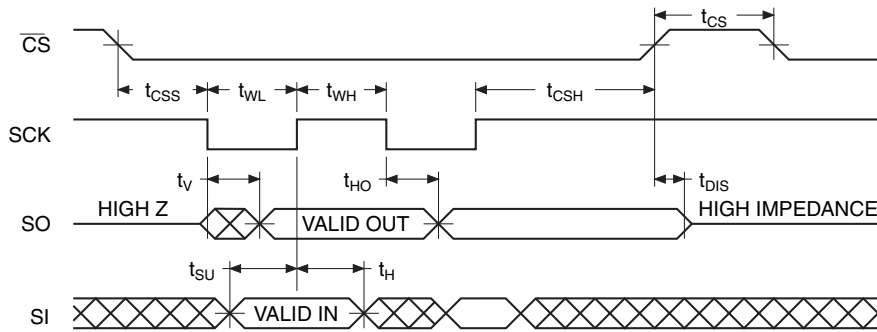 t_CS
C̅S̅
t_CSS t_WL t_WH t_CSH
SCK
t_V t_HO t_DIS
HIGH Z HIGH IMPEDANCE
SO VALID OUT
t_SU t_H
SI VALID IN